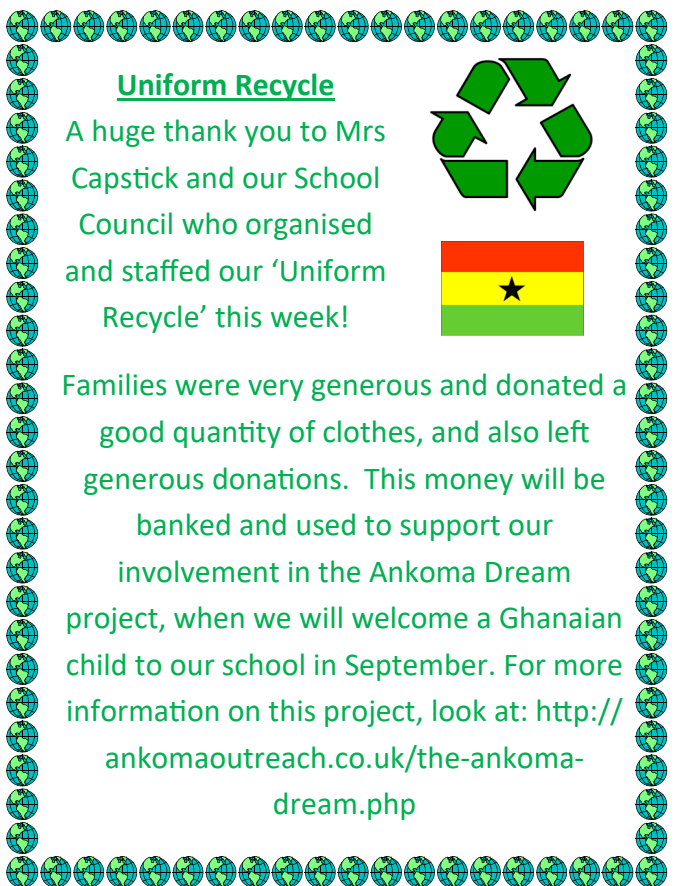 Uniform Recycle
A huge thank you to Mrs
Capstick and our School
Council who organised
and staffed our ‘Uniform
Recycle’ this week!
Families were very generous and donated a
good quantity of clothes, and also left
generous donations.  This money will be
banked and used to support our
involvement in the Ankoma Dream
project, when we will welcome a Ghanaian
child to our school in September. For more
information on this project, look at: http://
ankomaoutreach.co.uk/the-ankoma-
dream.php